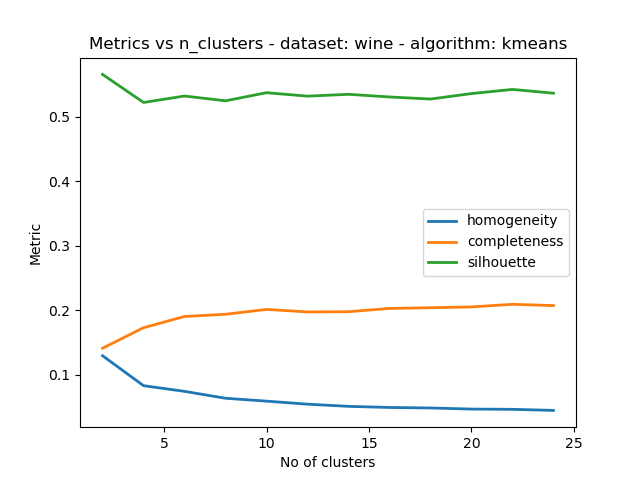 Metrics vs n_clusters - dataset: wine - algorithm: kmeans
0.5
0.4
0.3
0.2
0.1
Metric
homogeneity
completeness
silhouette
5
10
15
20
25
No of clusters